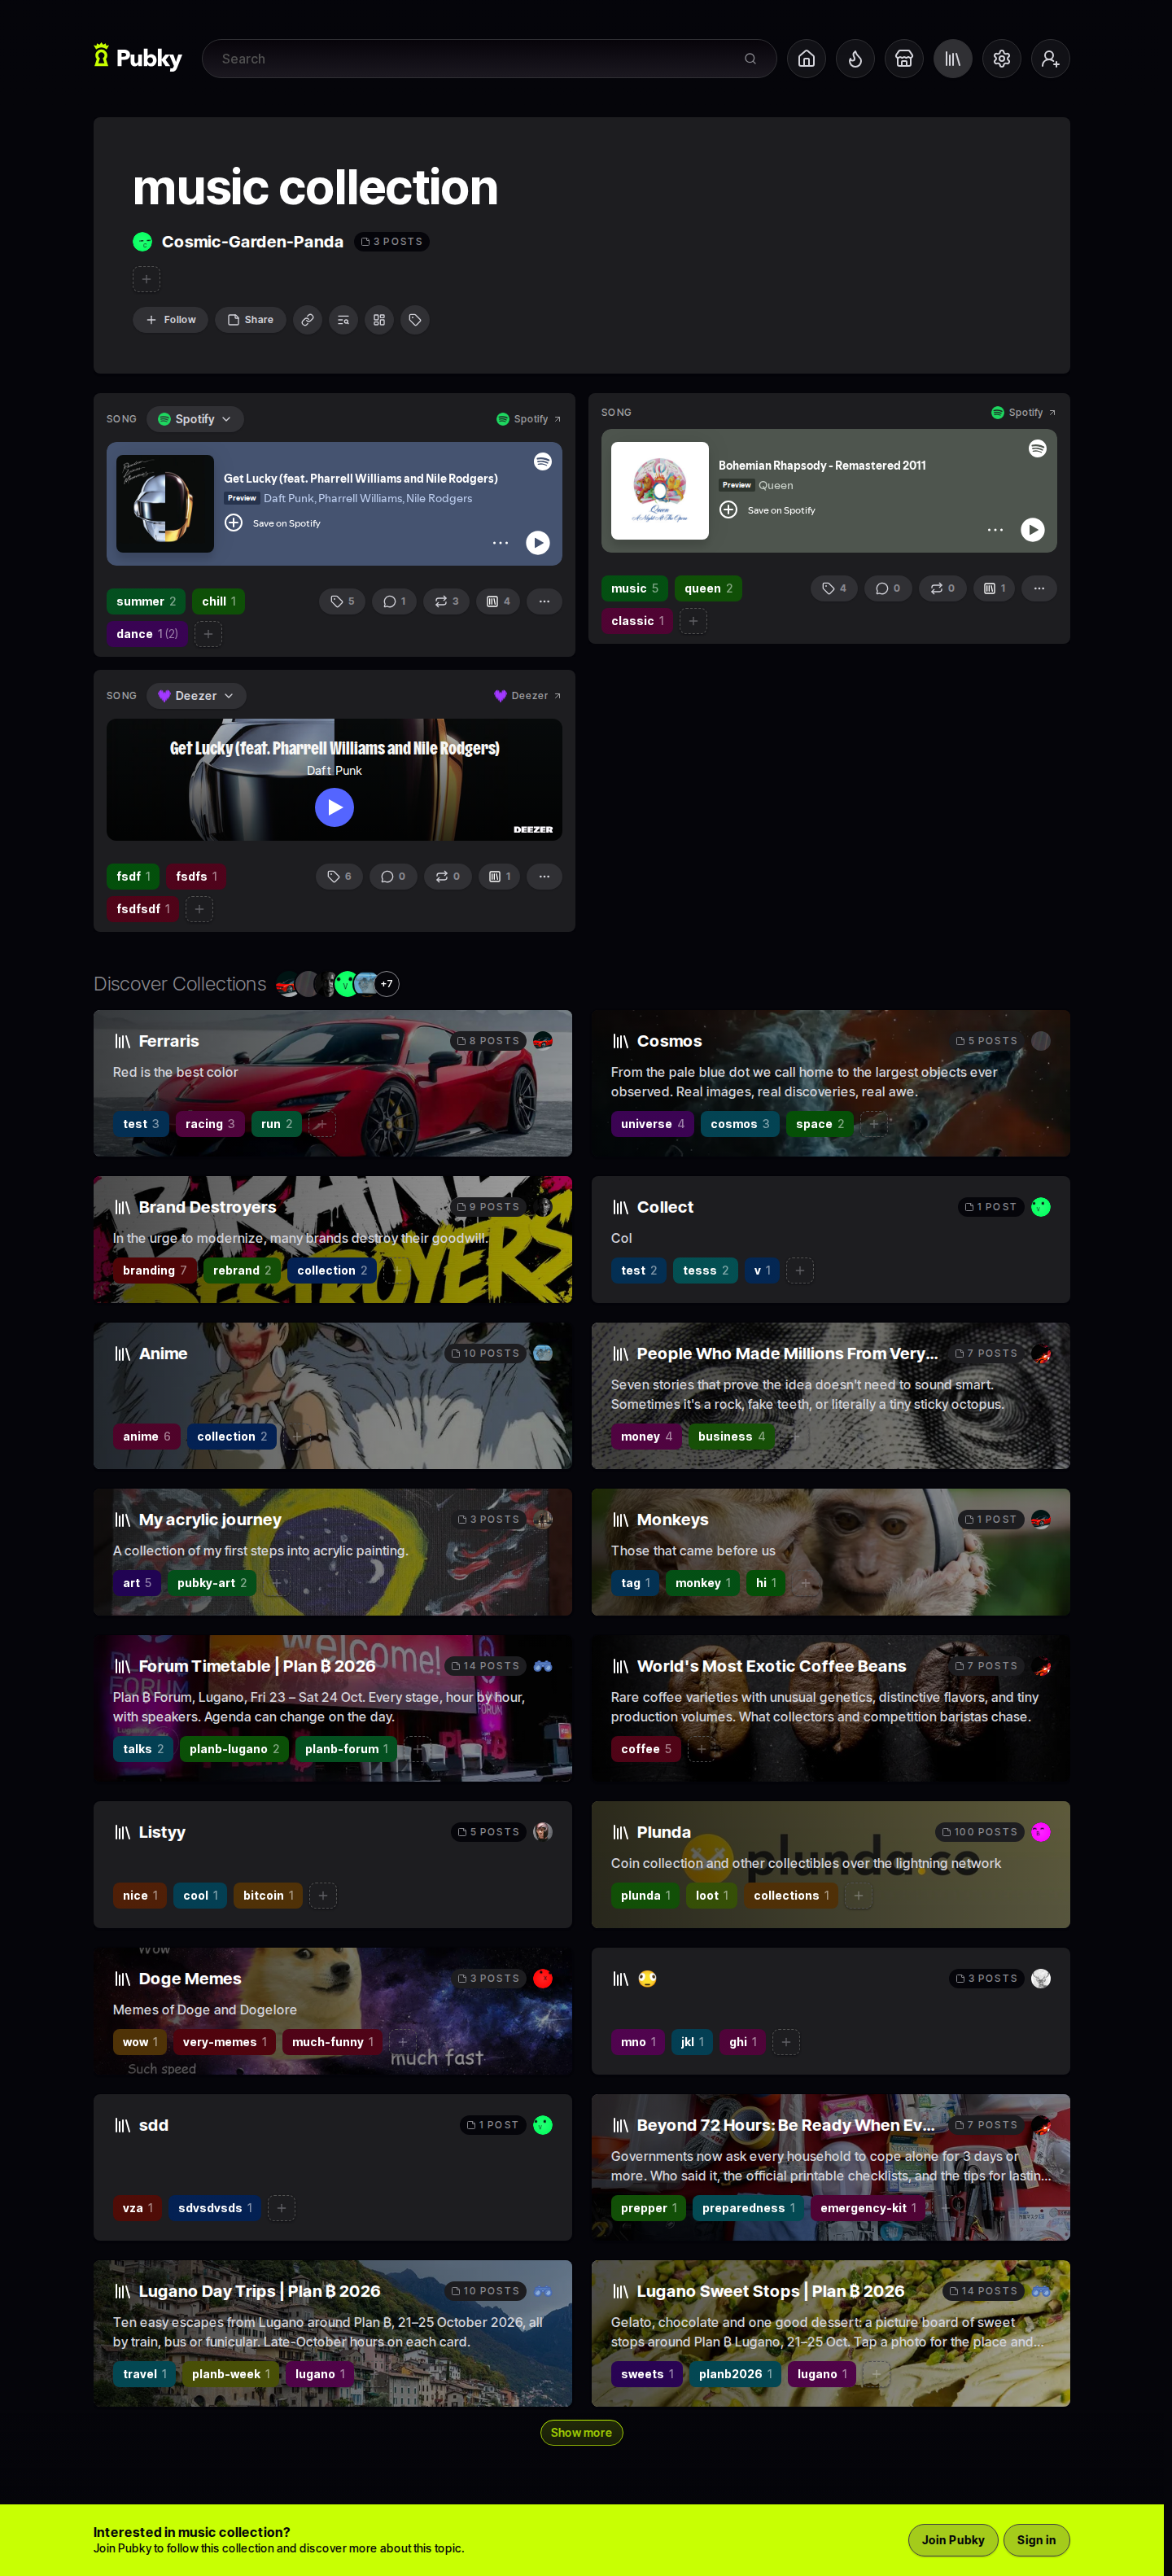 Pubky
Search
music collection
Cosmic-Garden-Panda
3 POSTS
Follow
Share
SONG
Spotify
Spotify
Get Lucky (feat. Pharrell Williams and Nile Rodgers)
Preview Daft Punk, Pharrell Williams, Nile Rodgers
Save on Spotify
summer 2
chill 1
5
1
3
4
dance 1 (2)
SONG
Spotify
Bohemian Rhapsody - Remastered 2011
Preview Queen
Save on Spotify
music 5
queen 2
4
0
0
1
classic 1
SONG
Deezer
Deezer
Get Lucky (feat. Pharrell Williams and Nile Rodgers)
Daft Punk
DEEZER
fsdf 1
fsdfs 1
6
0
0
1
fsdfsdf 1
Discover Collections
+7
Ferraris
8 POSTS
Red is the best color
test 3
racing 3
run 2
Cosmos
5 POSTS
From the pale blue dot we call home to the largest objects ever
observed. Real images, real discoveries, real awe.
universe 4
cosmos 3
space 2
Brand Destroyers
9 POSTS
In the urge to modernize, many brands destroy their goodwill.
branding 7
rebrand 2
collection 2
Collect
1 POST
Col
test 2
tesss 2
v 1
Anime
10 POSTS
anime 6
collection 2
People Who Made Millions From Very...
7 POSTS
Seven stories that prove the idea doesn't need to sound smart.
Sometimes it's a rock, fake teeth, or literally a tiny sticky octopus.
money 4
business 4
My acrylic journey
3 POSTS
A collection of my first steps into acrylic painting.
art 5
pubky-art 2
Monkeys
1 POST
Those that came before us
tag 1
monkey 1
hi 1
welcome!
Forum Timetable | Plan ₿ 2026
14 POSTS
Plan ₿ Forum, Lugano, Fri 23 – Sat 24 Oct. Every stage, hour by hour,
with speakers. Agenda can change on the day.
talks 2
planb-lugano 2
planb-forum 1
World's Most Exotic Coffee Beans
7 POSTS
Rare coffee varieties with unusual genetics, distinctive flavors, and tiny
production volumes. What collectors and competition baristas chase.
coffee 5
Listyy
5 POSTS
nice 1
cool 1
bitcoin 1
Plunda
100 POSTS
plunda.co
Coin collection and other collectibles over the lightning network
plunda 1
loot 1
collections 1
Wow
Doge Memes
3 POSTS
Memes of Doge and Dogelore
wow 1
very-memes 1
much-funny 1
much fast
Such speed
3 POSTS
mno 1
jkl 1
ghi 1
sdd
1 POST
vza 1
sdvsdvsds 1
Beyond 72 Hours: Be Ready When Ev...
7 POSTS
Governments now ask every household to cope alone for 3 days or
more. Who said it, the official printable checklists, and the tips for lastin...
prepper 1
preparedness 1
emergency-kit 1
Lugano Day Trips | Plan ₿ 2026
10 POSTS
Ten easy escapes from Lugano around Plan ₿, 21–25 October 2026, all
by train, bus or funicular. Late-October hours on each card.
travel 1
planb-week 1
lugano 1
Lugano Sweet Stops | Plan ₿ 2026
14 POSTS
Gelato, chocolate and one good dessert: a picture board of sweet
stops around Plan ₿ Lugano, 21–25 Oct. Tap a photo for the place and...
sweets 1
planb2026 1
lugano 1
Show more
Interested in music collection?
Join Pubky to follow this collection and discover more about this topic.
Join Pubky
Sign in